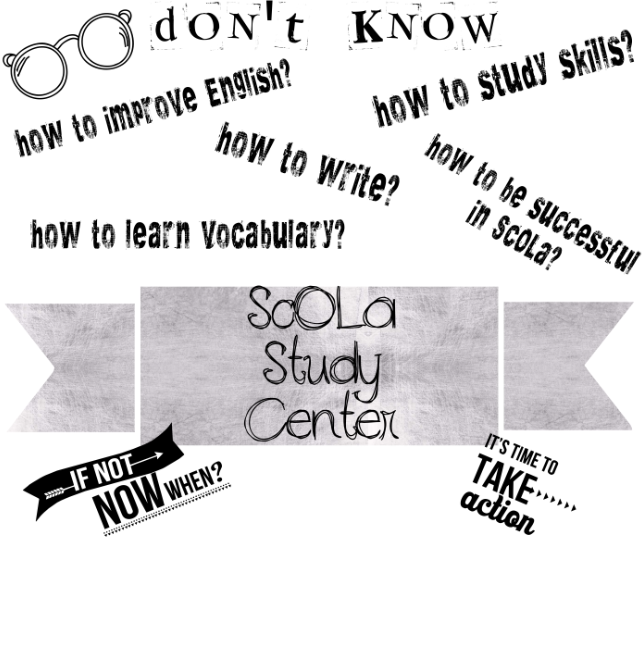 don't Know
how to improve English?
how to study skills?
how to write?
how to be successful
in ScoLa?
how to learn vocabulary?
ScOLa
Study
Center
IF NOT
NOW WHEN?
IT'S TIME TO
TAKE
action